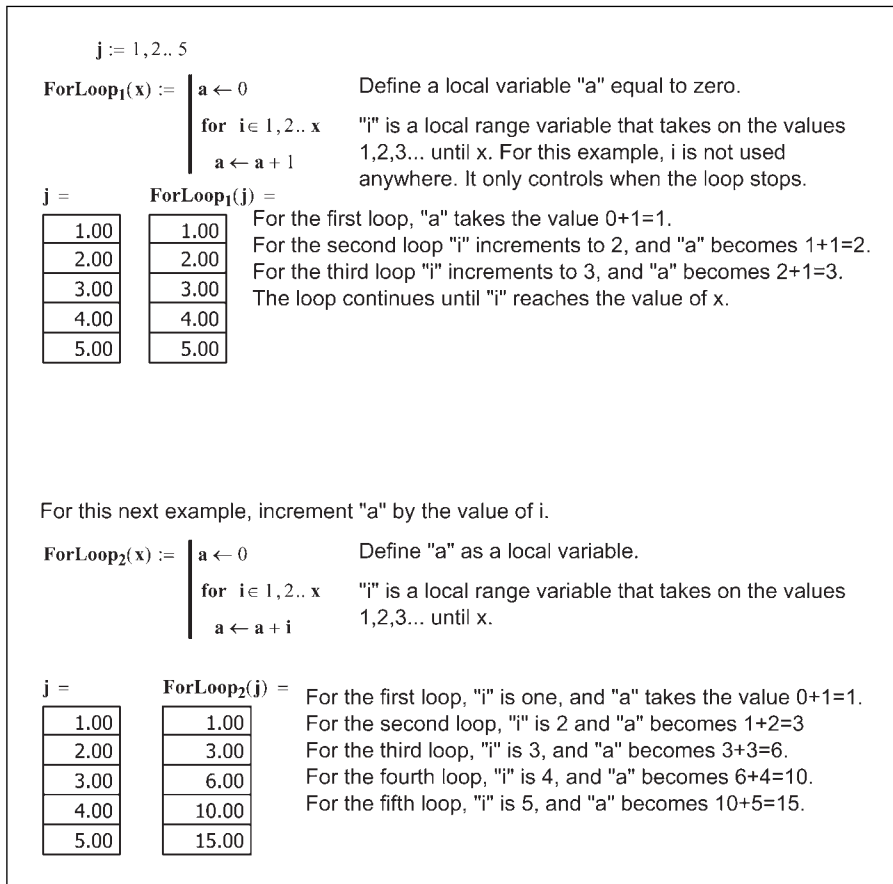 j := 1,2.. 5
ForLoop₁(x) := a ← 0 Define a local variable "a" equal to zero.
for i∈ 1,2.. x "i" is a local range variable that takes on the values
1,2,3... until x. For this example, i is not used
a ← a + 1
anywhere. It only controls when the loop stops.
j = ForLoop₁(j) =
For the first loop, "a" takes the value 0+1=1.
1.00 1.00
For the second loop "i" increments to 2, and "a" becomes 1+1=2.
2.00 2.00
For the third loop "i" increments to 3, and "a" becomes 2+1=3.
3.00 3.00
The loop continues until "i" reaches the value of x.
4.00 4.00
5.00 5.00
For this next example, increment "a" by the value of i.
ForLoop₂(x) := a ← 0 Define "a" as a local variable.
for i∈ 1,2.. x "i" is a local range variable that takes on the values
1,2,3... until x.
a ← a + i
j = ForLoop₂(j) =
For the first loop, "i" is one, and "a" takes the value 0+1=1.
1.00 1.00
For the second loop, "i" is 2 and "a" becomes 1+2=3
2.00 3.00
For the third loop, "i" is 3, and "a" becomes 3+3=6.
3.00 6.00
For the fourth loop, "i" is 4, and "a" becomes 6+4=10.
4.00 10.00
For the fifth loop, "i" is 5, and "a" becomes 10+5=15.
5.00 15.00